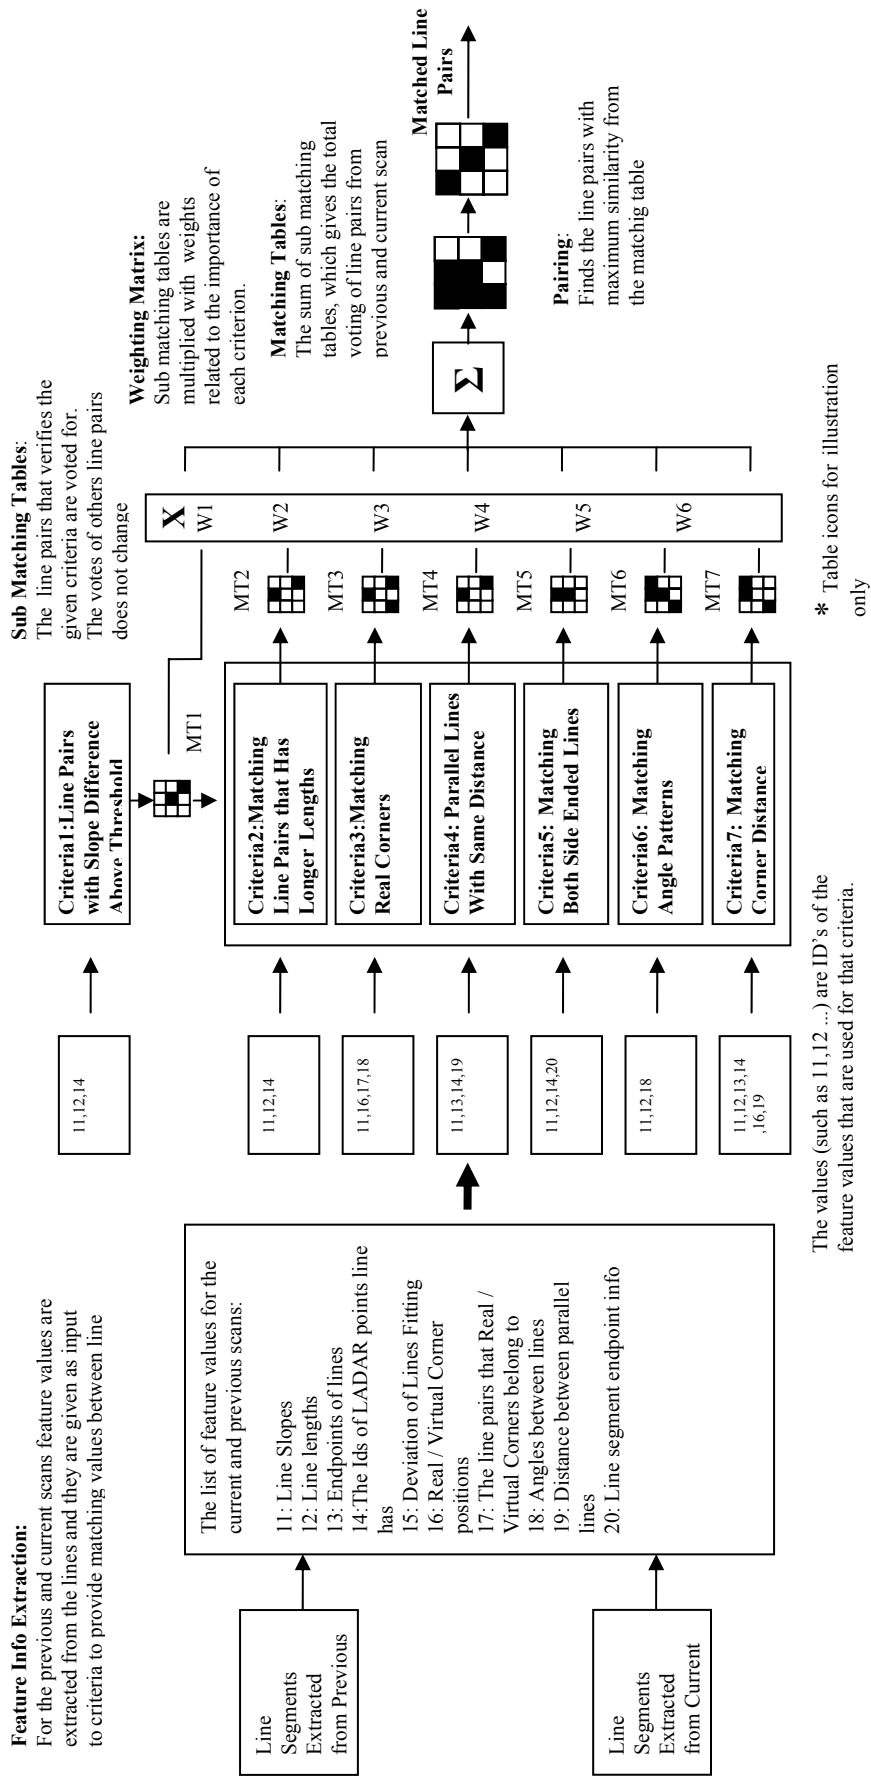 Feature Info Extraction:
For the previous and current scans feature values are
extracted from the lines and they are given as input
to criteria to provide matching values between line
Line
Segments
Extracted
from Previous
Line
Segments
Extracted
from Current
The list of feature values for the
current and previous scans:
11: Line Slopes
12: Line lengths
13: Endpoints of lines
14:The Ids of LADAR points line
has
15: Deviation of Lines Fitting
16: Real / Virtual Corner
positions
17: The line pairs that Real /
Virtual Corners belong to
18: Angles between lines
19: Distance between parallel
lines
20: Line segment endpoint info
11,12,14
11,12,14
11,16,17,18
11,13,14,19
11,12,14,20
11,12,18
11,12,13,14
,16,19
The values (such as 11,12 ...) are ID's of the
feature values that are used for that criteria.
Criteria1:Line Pairs
with Slope Difference
Above Threshold
MT1
Criteria2:Matching
Line Pairs that Has
Longer Lengths
Criteria3:Matching
Real Corners
Criteria4: Parallel Lines
With Same Distance
Criteria5: Matching
Both Side Ended Lines
Criteria6: Matching
Angle Patterns
Criteria7: Matching
Corner Distance
Sub Matching Tables:
The line pairs that verifies the
given criteria are voted for.
The votes of others line pairs
does not change
MT2
MT3
MT4
MT5
MT6
MT7
X
W1
W2
W3
W4
W5
W6
* Table icons for illustration
only
Weighting Matrix:
Sub matching tables are
multiplied with weights
related to the importance of
each criterion.
Matching Tables:
The sum of sub matching
tables, which gives the total
voting of line pairs from
previous and current scan
Σ
Pairing:
Finds the line pairs with
maximum similarity from
the matchig table
Matched Line
Pairs